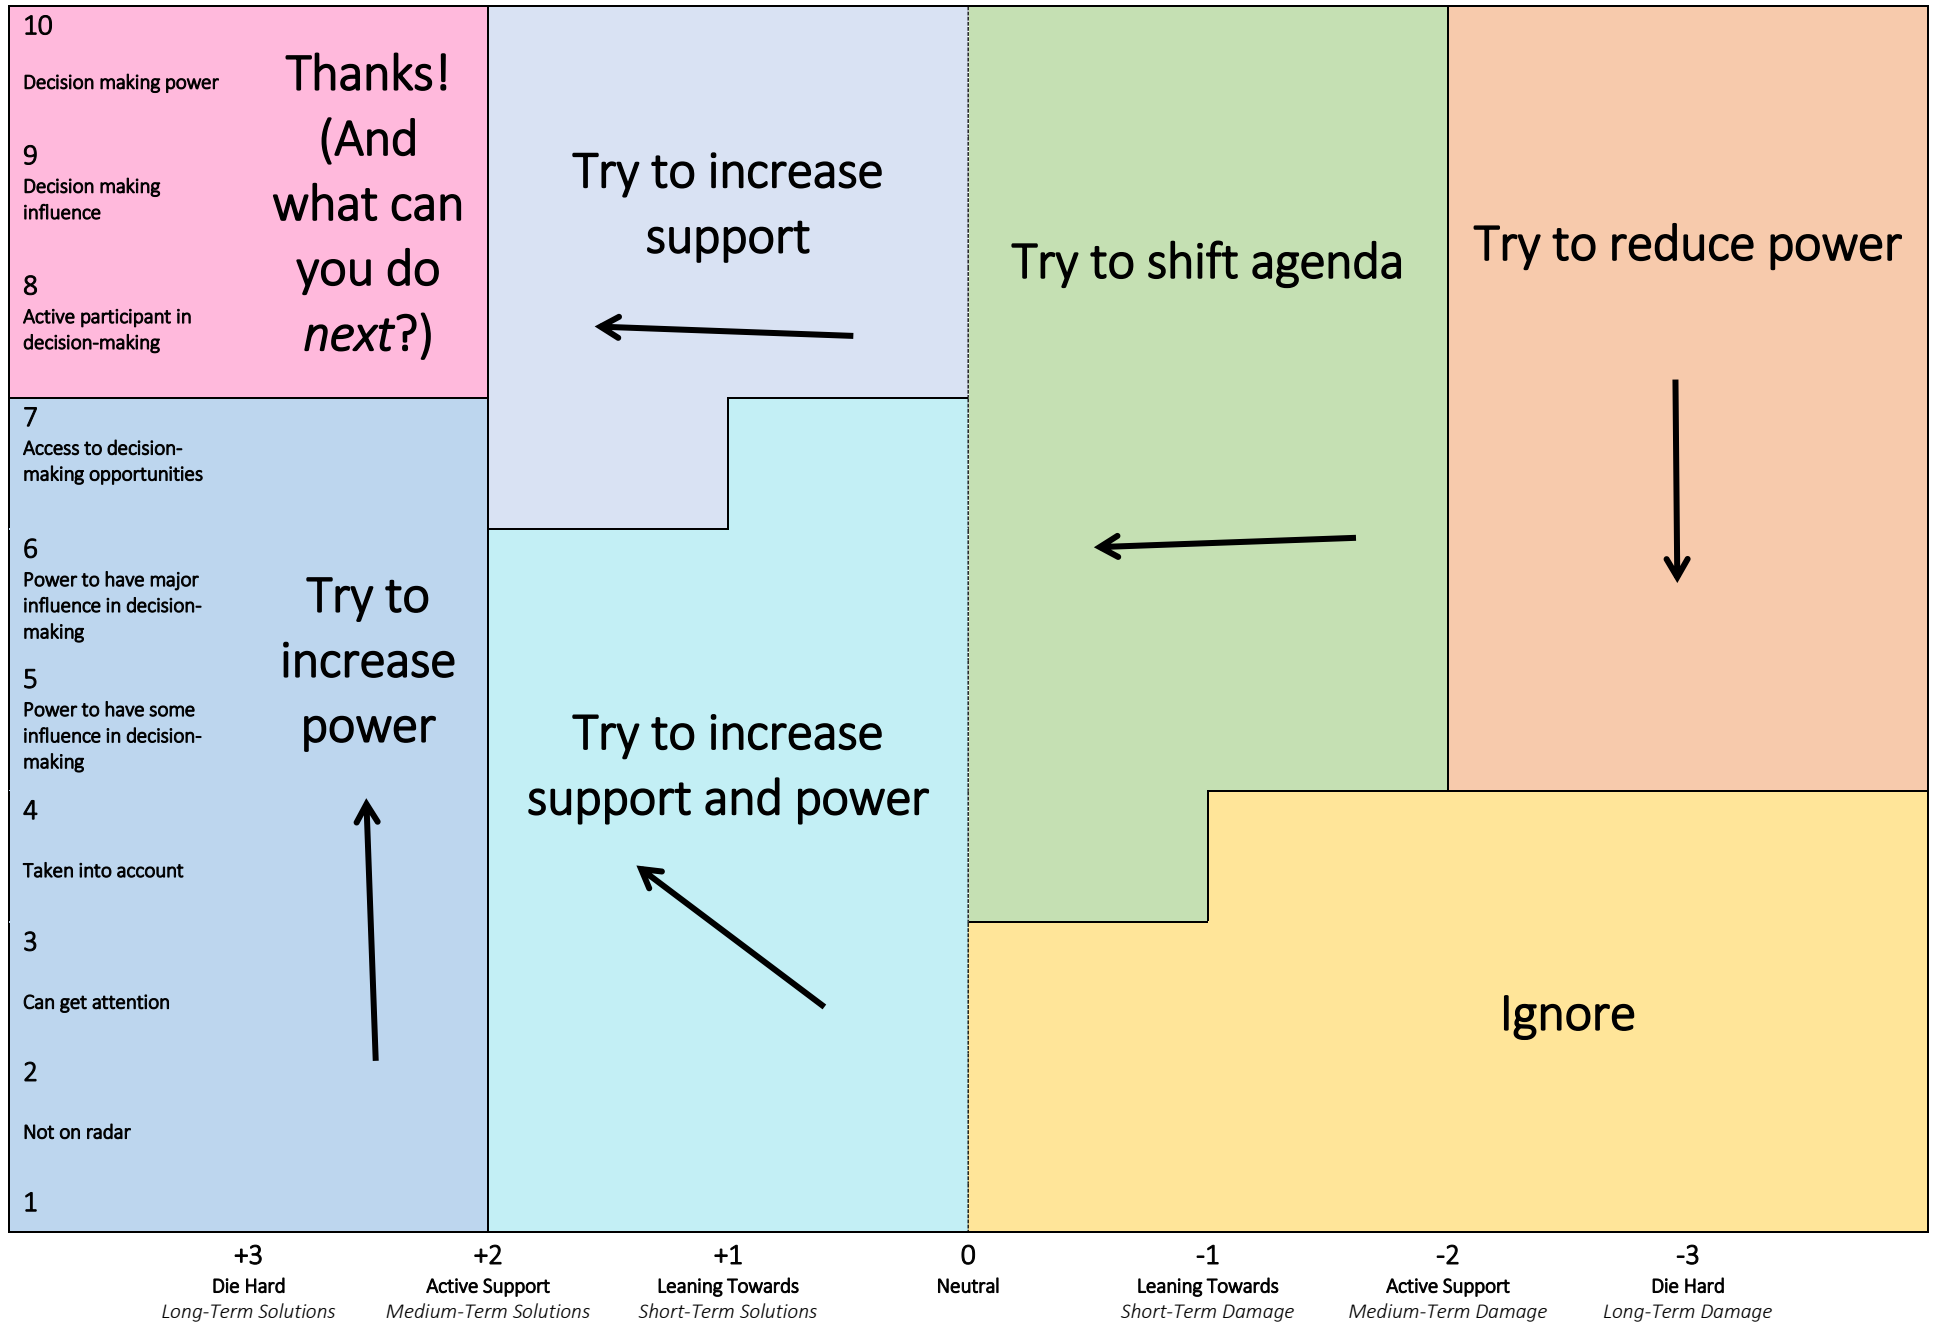 10
Decision making power
9
Decision making
influence
8
Active participant in
decision-making
Thanks!
(And
what can
you do
next?)
7
Access to decision-
making opportunities
6
Power to have major
influence in decision-
making
5
Power to have some
influence in decision-
making
4
Taken into account
3
Can get attention
2
Not on radar
1
Try to
increase
power
Try to increase
support
Try to increase
support and power
Try to shift agenda
Try to reduce power
Ignore
+3
Die Hard
Long-Term Solutions
+2
Active Support
Medium-Term Solutions
+1
Leaning Towards
Short-Term Solutions
0
Neutral
-1
Leaning Towards
Short-Term Damage
-2
Active Support
Medium-Term Damage
-3
Die Hard
Long-Term Damage